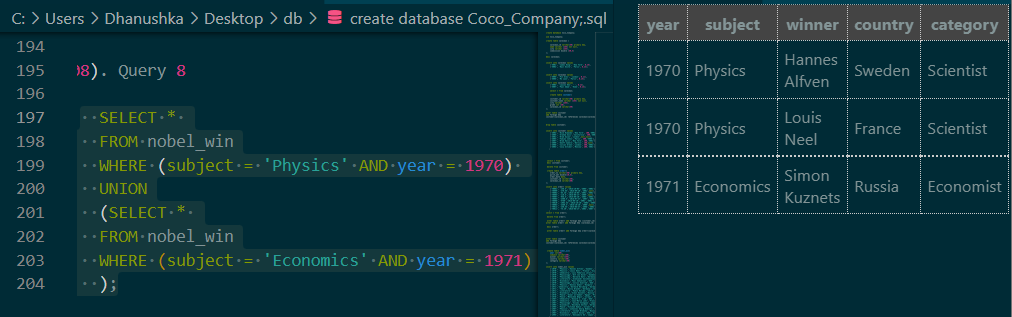 C: > Users > Dhanushka > Desktop > db > create database Coco_Company;.sql
194
195 98). Query 8
196
197 SELECT *
198 FROM nobel_win
199 WHERE (subject = 'Physics' AND year = 1970)
200 UNION
201 (SELECT *
202 FROM nobel_win
203 WHERE (subject = 'Economics' AND year = 1971)
204 );
year subject winner country category
1970 Physics Hannes Alfven Sweden Scientist
1970 Physics Louis Neel France Scientist
1971 Economics Simon Kuznets Russia Economist